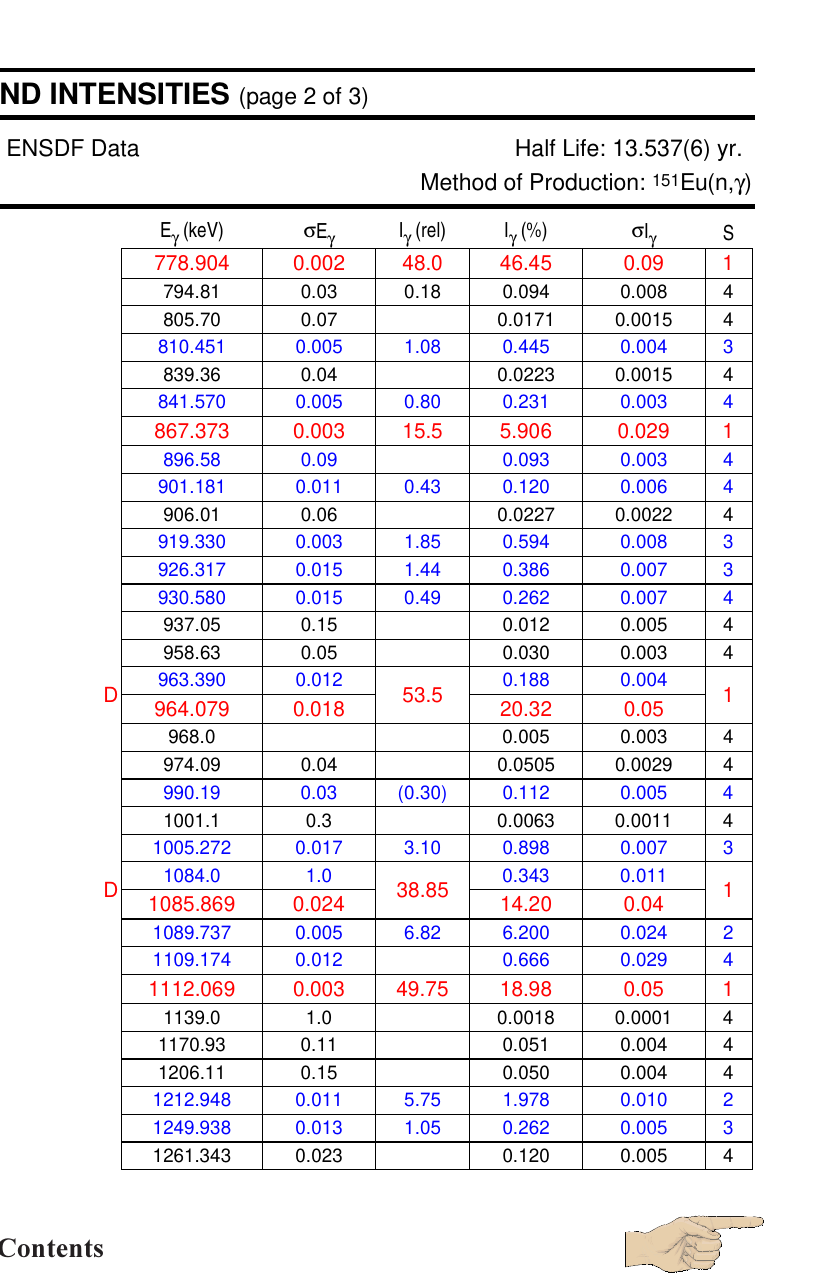 ND INTENSITIES (page 2 of 3)
ENSDF Data Half Life: 13.537(6) yr.
Method of Production: 151Eu(n,γ)
Eγ (keV) σEγ Iγ (rel) Iγ (%) σIγ S
778.904 0.002 48.0 46.45 0.09 1
794.81 0.03 0.18 0.094 0.008 4
805.70 0.07 0.0171 0.0015 4
810.451 0.005 1.08 0.445 0.004 3
839.36 0.04 0.0223 0.0015 4
841.570 0.005 0.80 0.231 0.003 4
867.373 0.003 15.5 5.906 0.029 1
896.58 0.09 0.093 0.003 4
901.181 0.011 0.43 0.120 0.006 4
906.01 0.06 0.0227 0.0022 4
919.330 0.003 1.85 0.594 0.008 3
926.317 0.015 1.44 0.386 0.007 3
930.580 0.015 0.49 0.262 0.007 4
937.05 0.15 0.012 0.005 4
958.63 0.05 0.030 0.003 4
963.390 0.012 0.188 0.004
D 53.5 1
964.079 0.018 20.32 0.05
968.0 0.005 0.003 4
974.09 0.04 0.0505 0.0029 4
990.19 0.03 (0.30) 0.112 0.005 4
1001.1 0.3 0.0063 0.0011 4
1005.272 0.017 3.10 0.898 0.007 3
1084.0 1.0 0.343 0.011
D 38.85 1
1085.869 0.024 14.20 0.04
1089.737 0.005 6.82 6.200 0.024 2
1109.174 0.012 0.666 0.029 4
1112.069 0.003 49.75 18.98 0.05 1
1139.0 1.0 0.0018 0.0001 4
1170.93 0.11 0.051 0.004 4
1206.11 0.15 0.050 0.004 4
1212.948 0.011 5.75 1.978 0.010 2
1249.938 0.013 1.05 0.262 0.005 3
1261.343 0.023 0.120 0.005 4
Contents